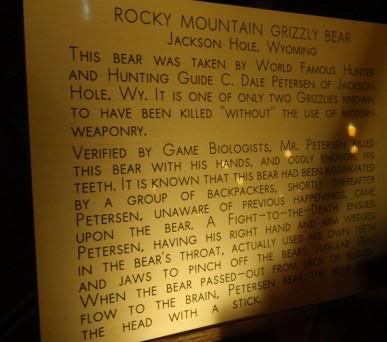 ROCKY MOUNTAIN GRIZZLY BEAR
JACKSON HOLE, WYOMING
THIS BEAR WAS TAKEN BY WORLD FAMOUS HUNTER
AND HUNTING GUIDE C. DALE PETERSEN OF JACKSON
HOLE, WY. IT IS ONE OF ONLY TWO GRIZZLIES KNOWN
TO HAVE BEEN KILLED "WITHOUT" THE USE OF MODERN
WEAPONRY.
VERIFIED BY GAME BIOLOGISTS, MR. PETERSEN KILLED
THIS BEAR WITH HIS HANDS, AND ODDLY ENOUGH, HIS
TEETH. IT IS KNOWN THAT THIS BEAR HAD BEEN AGGRAVATED
BY A GROUP OF BACKPACKERS, SHORTLY THEREAFTER
PETERSEN, UNAWARE OF PREVIOUS HAPPENINGS, CAME
UPON THE BEAR. A FIGHT-TO-THE-DEATH ENSUED.
PETERSEN, HAVING HIS RIGHT HAND AND ARM WEDGED
IN THE BEAR'S THROAT, ACTUALLY USED HIS OWN TEETH
AND JAWS TO PINCH OFF THE BEARS JUGULAR VEIN.
WHEN THE BEAR PASSED-OUT FROM LACK OF BLOOD
FLOW TO THE BRAIN, PETERSEN BEAT THE BEAR ON
THE HEAD WITH A STICK.